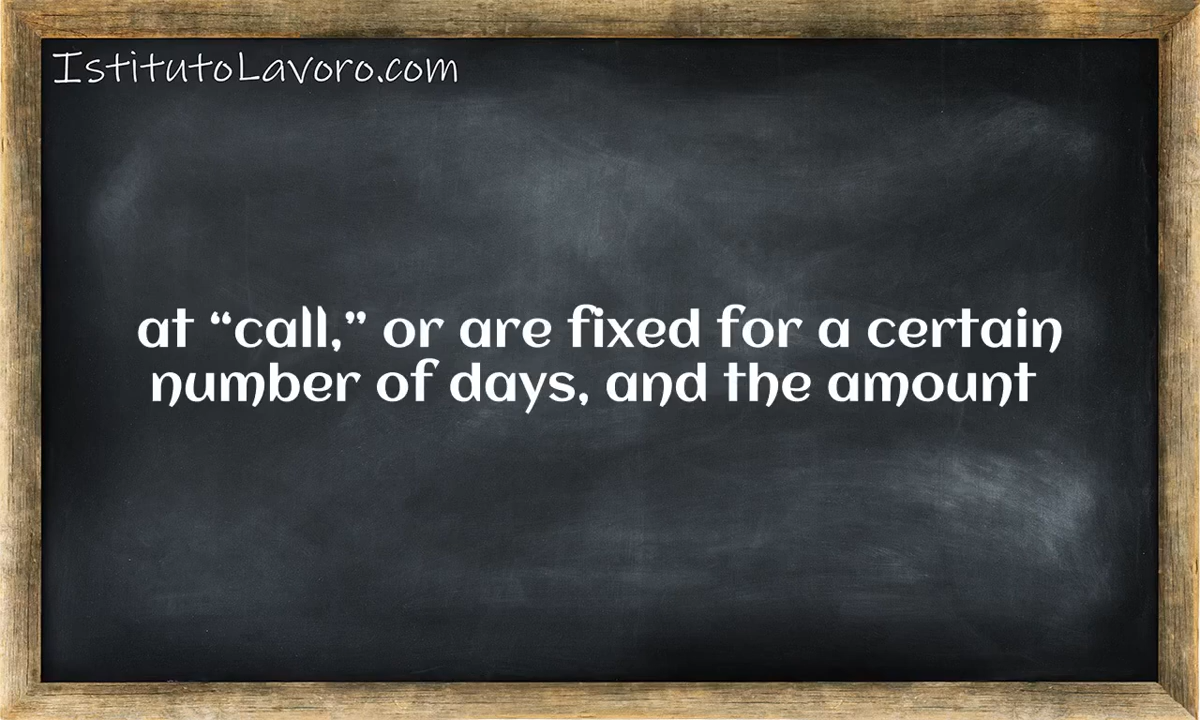 IstitutoLavoro.com
at “call,” or are fixed for a certain
number of days, and the amount